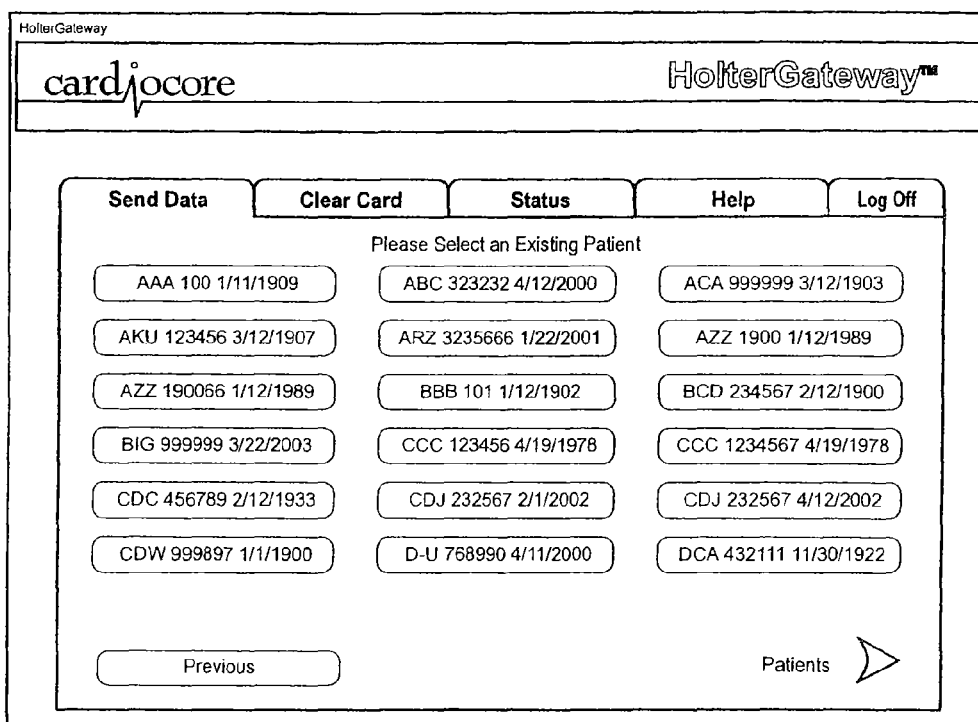 HolterGateway
cardiocore HolterGateway™
Send Data Clear Card Status Help Log Off
Please Select an Existing Patient
AAA 100 1/11/1909 ABC 323232 4/12/2000 ACA 999999 3/12/1903
AKU 123456 3/12/1907 ARZ 3235666 1/22/2001 AZZ 1900 1/12/1989
AZZ 190066 1/12/1989 BBB 101 1/12/1902 BCD 234567 2/12/1900
BIG 999999 3/22/2003 CCC 123456 4/19/1978 CCC 1234567 4/19/1978
CDC 456789 2/12/1933 CDJ 232567 2/1/2002 CDJ 232567 4/12/2002
CDW 999897 1/1/1900 D-U 768990 4/11/2000 DCA 432111 11/30/1922
Previous Patients